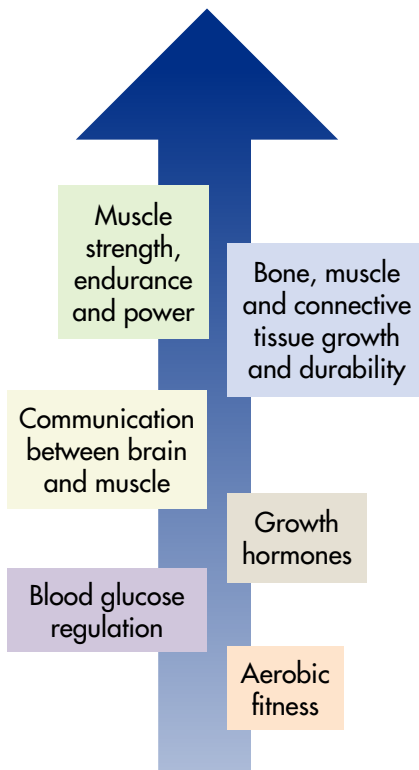 Muscle
strength,
endurance
and power
Bone, muscle
and connective
tissue growth
and durability
Communication
between brain
and muscle
Growth
hormones
Blood glucose
regulation
Aerobic
fitness